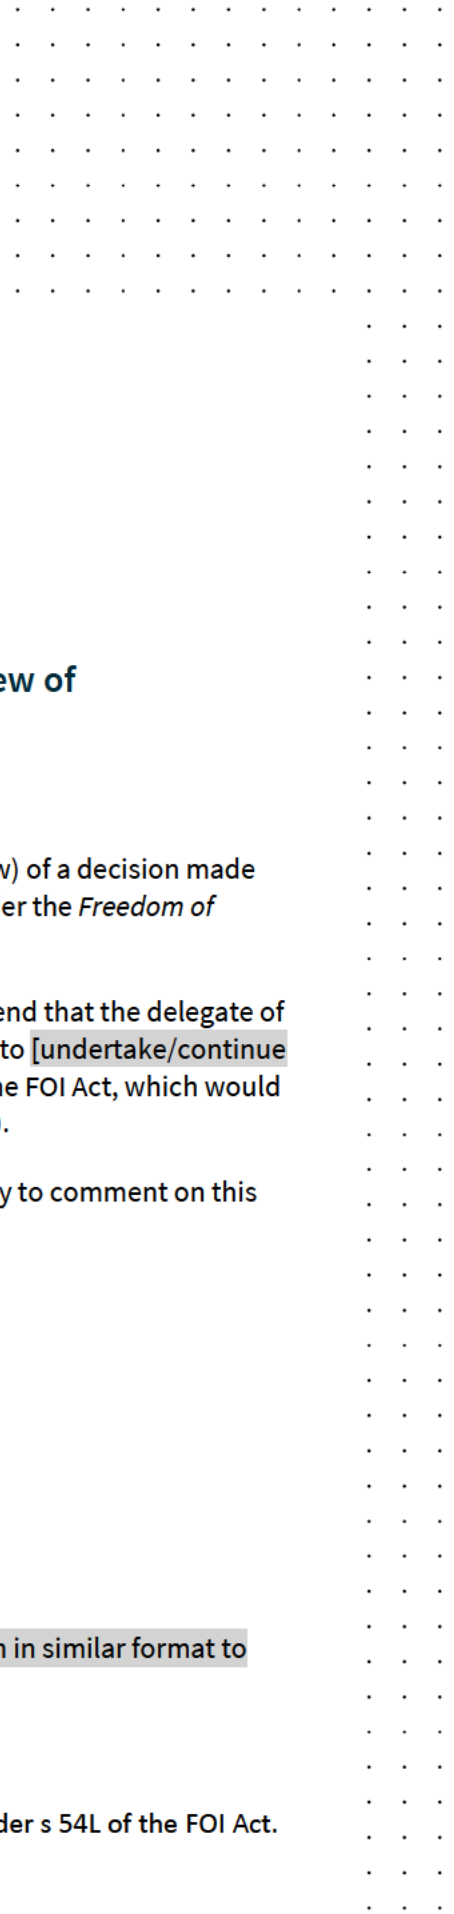 ew of
w) of a decision made
er the Freedom of
end that the delegate of
to [undertake/continue
he FOI Act, which would
).
y to comment on this
n in similar format to
der s 54L of the FOI Act.